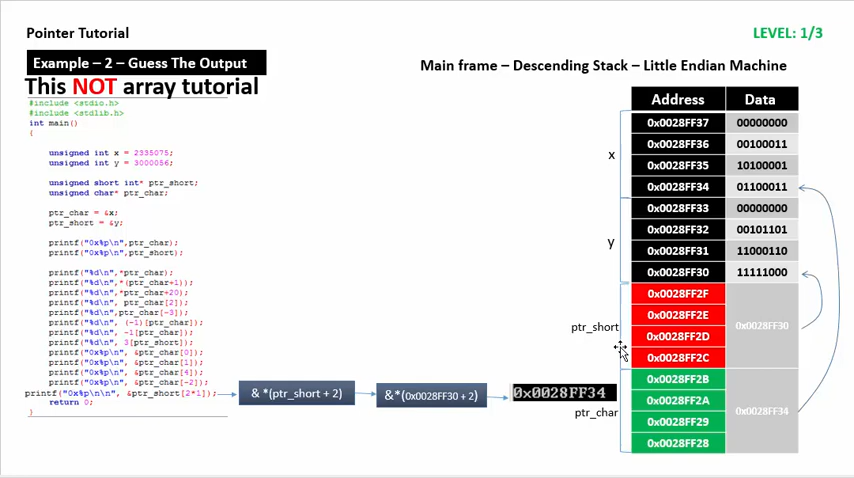 Pointer Tutorial
LEVEL: 1/3
Example – 2 – Guess The Output
This NOT array tutorial
Main frame – Descending Stack – Little Endian Machine
#include <stdio.h>
#include <stdlib.h>
int main()
{
unsigned int x = 2335075;
unsigned int y = 3000056;
unsigned short int* ptr_short;
unsigned char* ptr_char;
ptr_char = &x;
ptr_short = &y;
printf("0x%p\n",ptr_char);
printf("0x%p\n",ptr_short);
printf("%d\n",*ptr_char);
printf("%d\n",*(ptr_char+1));
printf("%d\n",*ptr_char+20);
printf("%d\n", ptr_char[2]);
printf("%d\n",ptr_char[-3]);
printf("%d\n", (-1)[ptr_char]);
printf("%d\n", -1[ptr_char]);
printf("%d\n", 3[ptr_short]);
printf("0x%p\n", &ptr_char[0]);
printf("0x%p\n", &ptr_char[1]);
printf("0x%p\n", &ptr_char[4]);
printf("0x%p\n", &ptr_char[-2]);
printf("0x%p\n\n", &ptr_short[2*1]);
return 0;
}
& *(ptr_short + 2)
&*(0x0028FF30 + 2)
0x0028FF34
Address Data
x
0x0028FF37 00000000
0x0028FF36 00100011
0x0028FF35 10100001
0x0028FF34 01100011
y
0x0028FF33 00000000
0x0028FF32 00101101
0x0028FF31 11000110
0x0028FF30 11111000
ptr_short
0x0028FF2F
0x0028FF2E
0x0028FF2D
0x0028FF2C
0x0028FF30
ptr_char
0x0028FF2B
0x0028FF2A
0x0028FF29
0x0028FF28
0x0028FF34